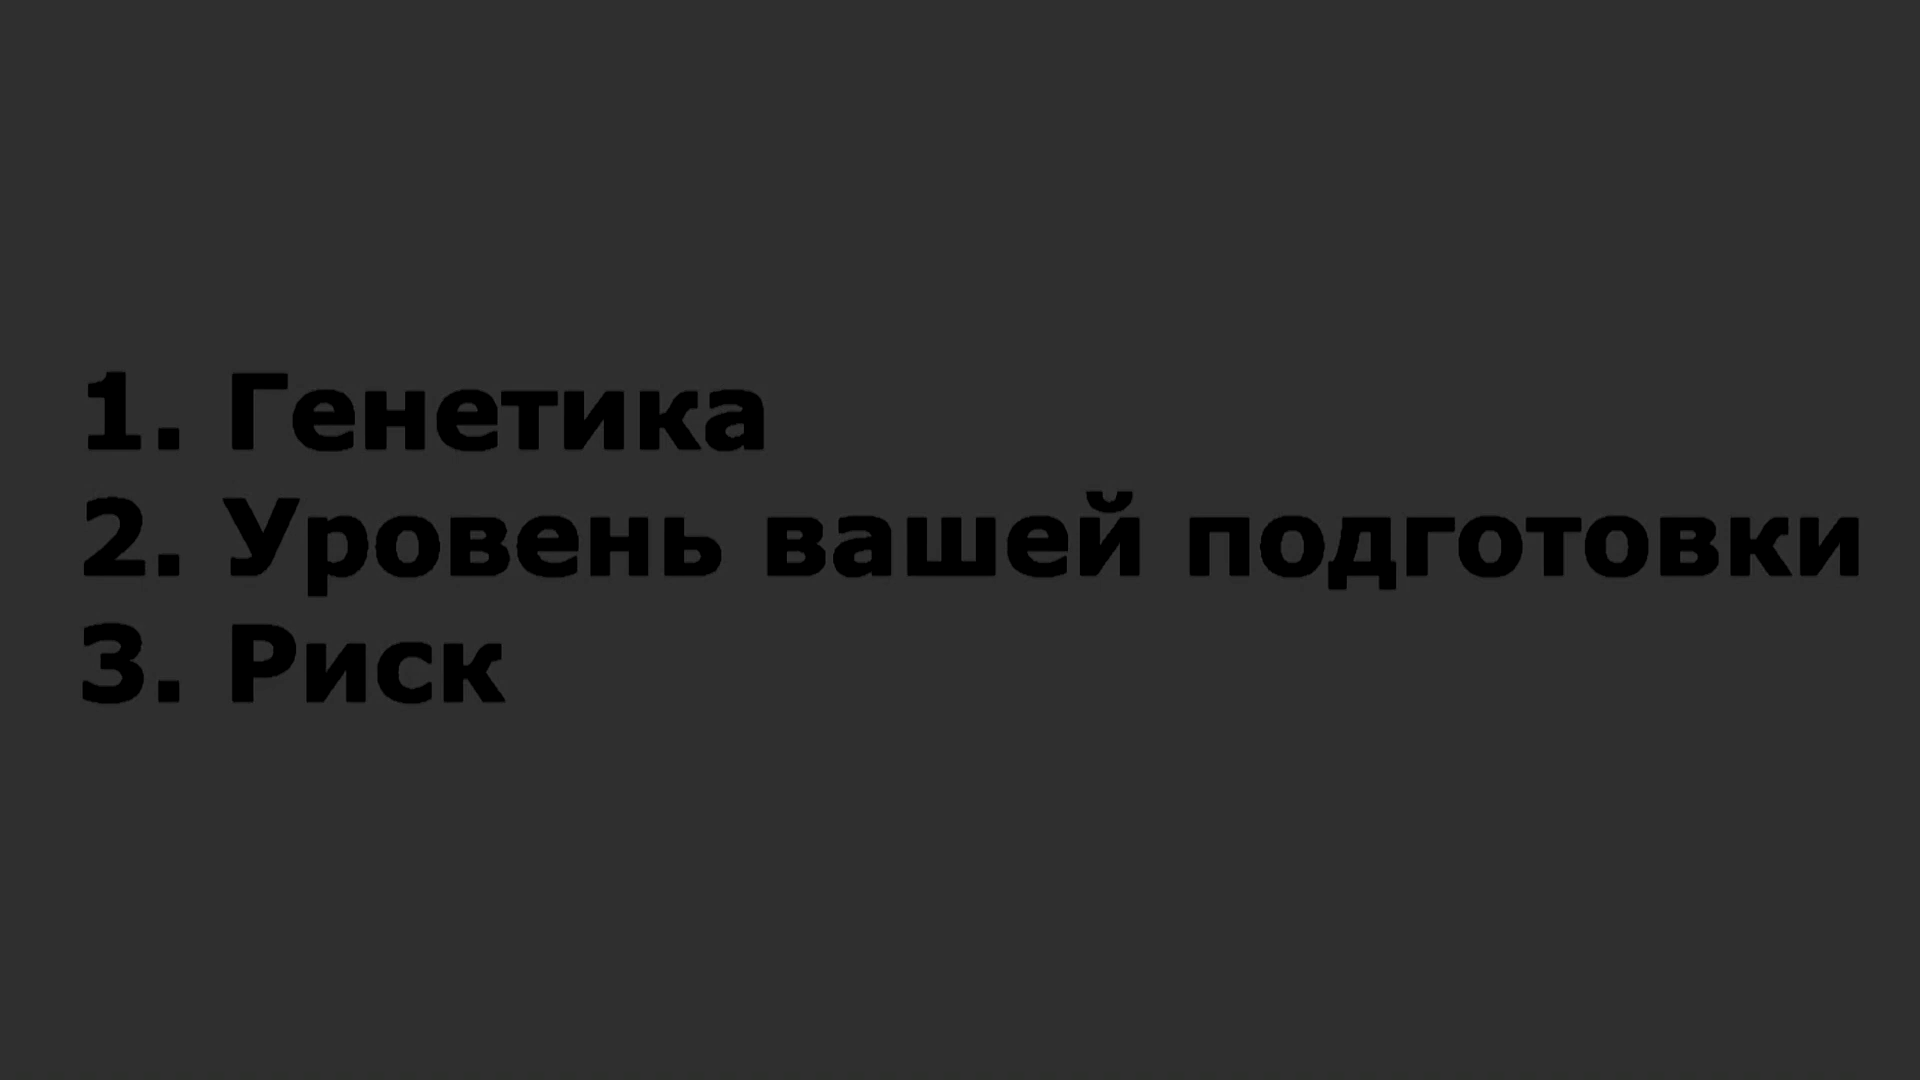 1. Генетика
2. Уровень вашей подготовки
3. Риск